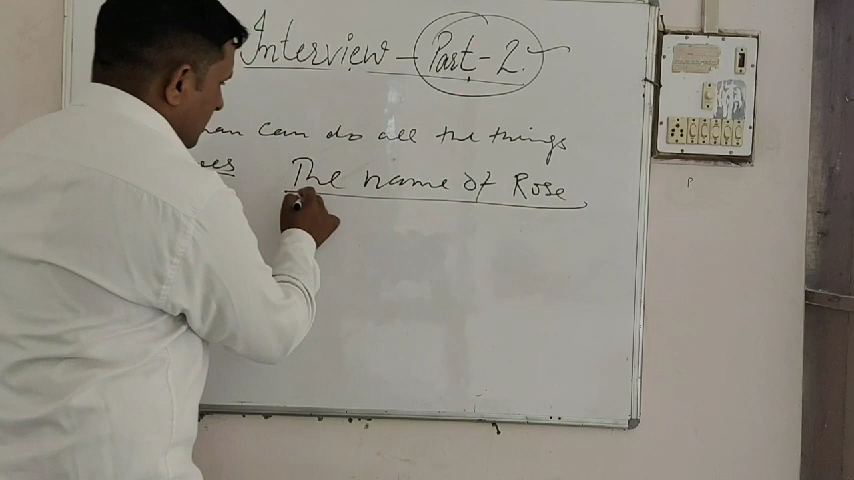 Interview - Part - 2.
can do all the things
The name of Rose